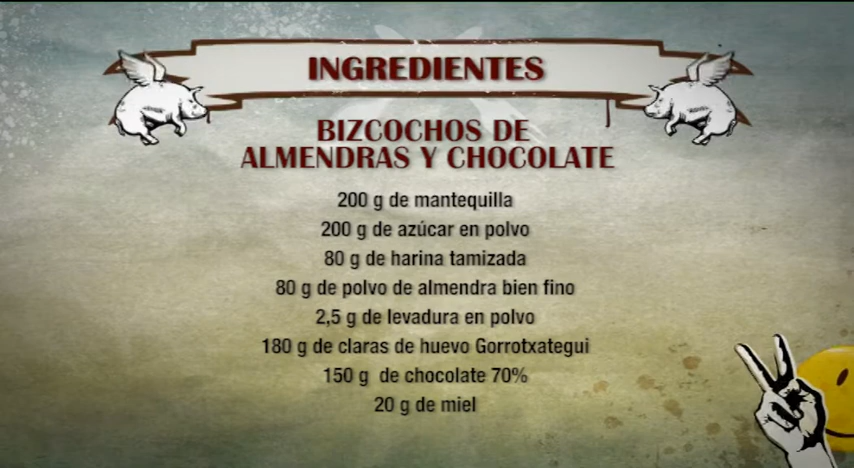 INGREDIENTES
BIZCOCHOS DE
ALMENDRAS Y CHOCOLATE
200 g de mantequilla
200 g de azúcar en polvo
80 g de harina tamizada
80 g de polvo de almendra bien fino
2,5 g de levadura en polvo
180 g de claras de huevo Gorrotxategui
150 g de chocolate 70%
20 g de miel